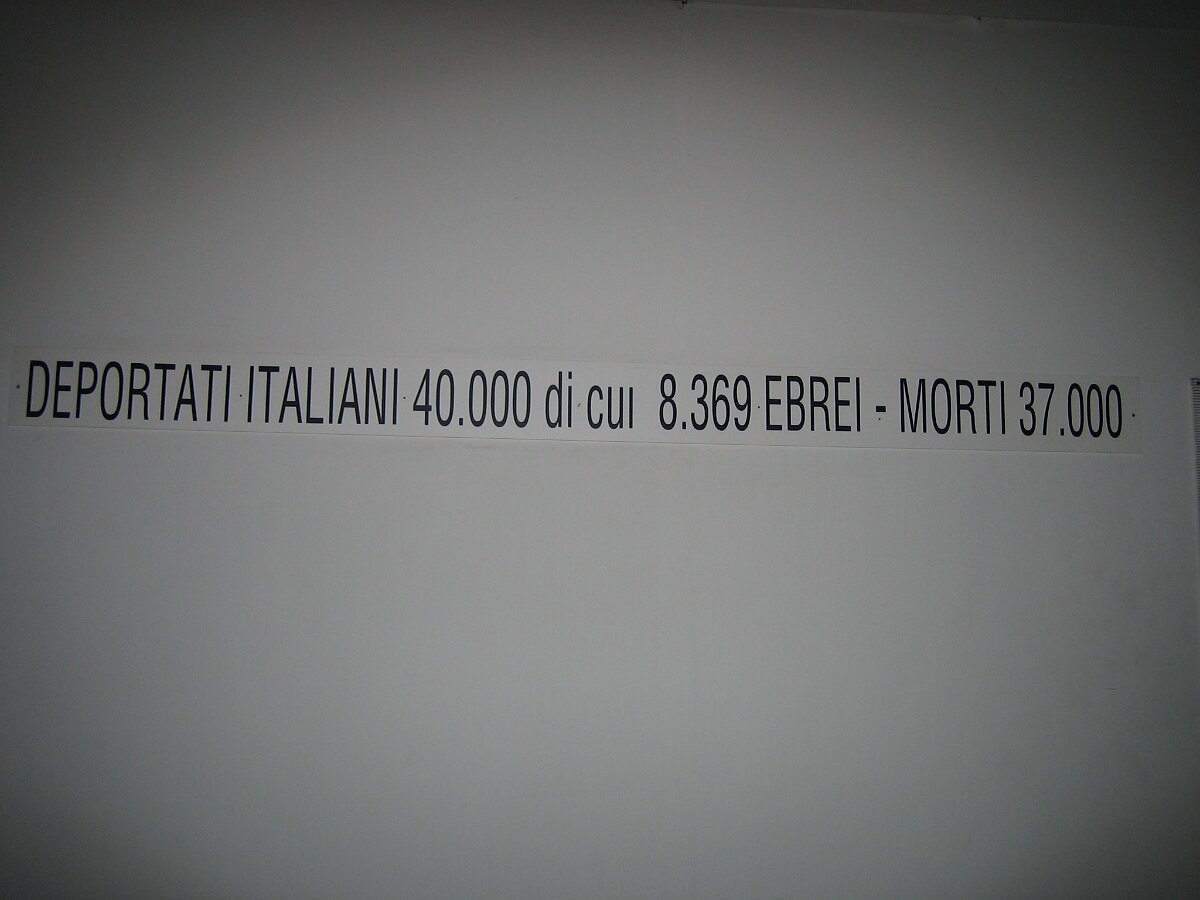 DEPORTATI ITALIANI 40.000 di cui 8.369 EBREI - MORTI 37.000